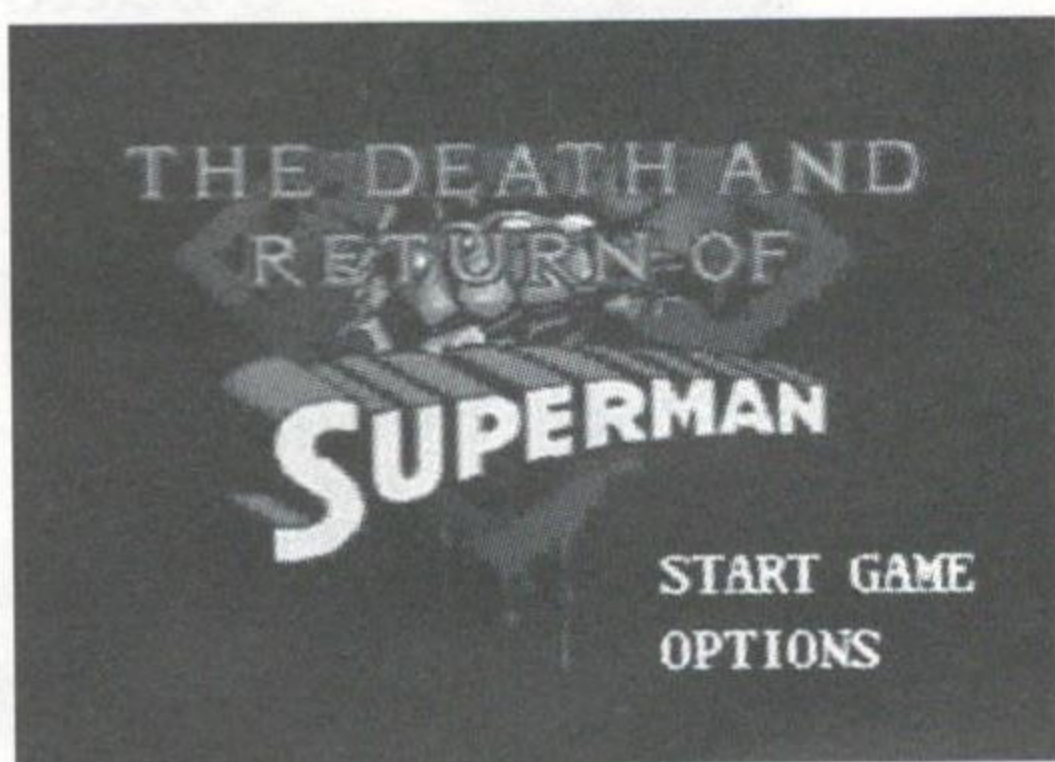 THE DEATH AND
RETURN OF
SUPERMAN
START GAME
OPTIONS